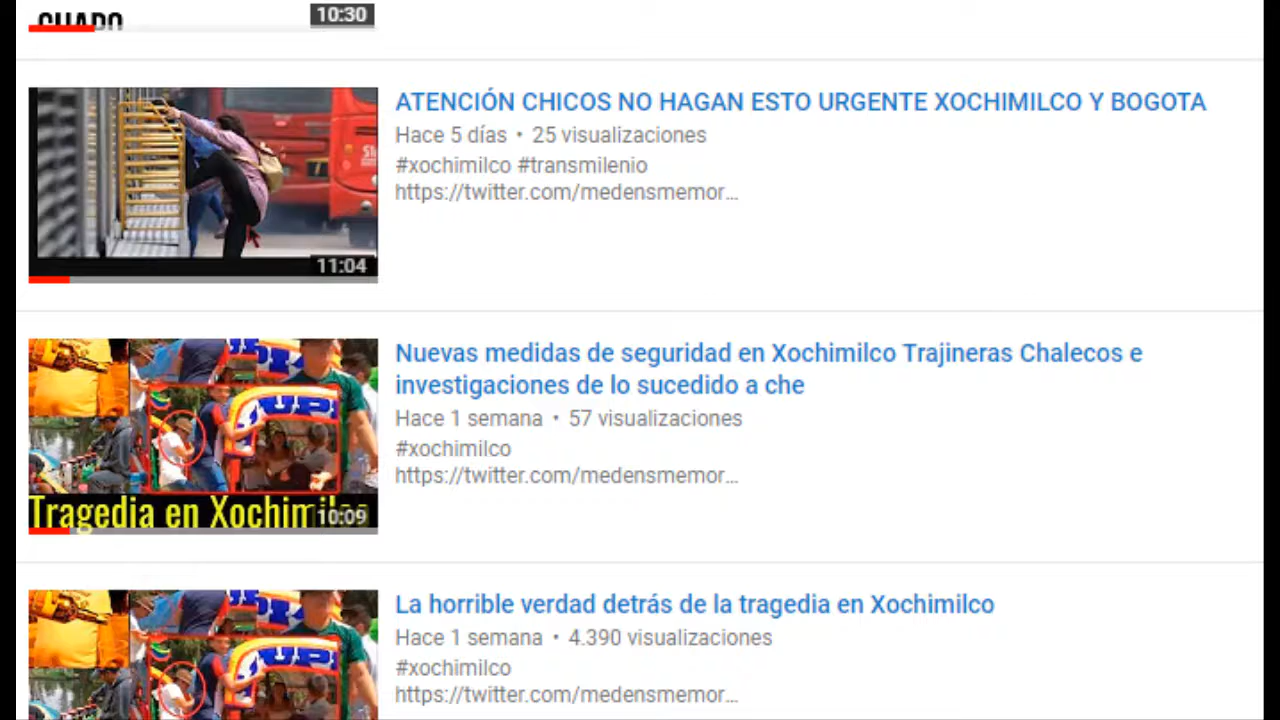 10:30
ATENCIÓN CHICOS NO HAGAN ESTO URGENTE XOCHIMILCO Y BOGOTA
Hace 5 días • 25 visualizaciones
#xochimilco #transmilenio
https://twitter.com/medensmemor...
11:04
Nuevas medidas de seguridad en Xochimilco Trajineras Chalecos e
investigaciones de lo sucedido a che
Hace 1 semana • 57 visualizaciones
#xochimilco
https://twitter.com/medensmemor...
Tragedia en
10:09
La horrible verdad detrás de la tragedia en Xochimilco
Hace 1 semana • 4.390 visualizaciones
#xochimilco
https://twitter.com/medensmemor...